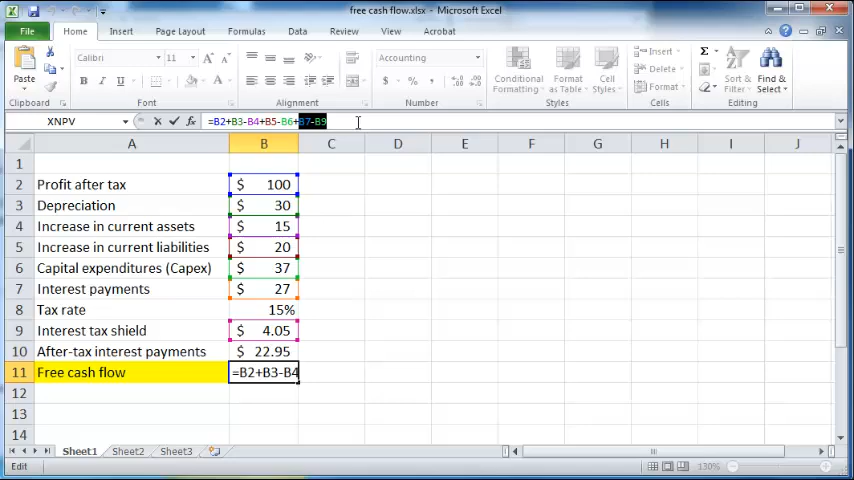 free cash flow.xlsx - Microsoft Excel
File Home Insert Page Layout Formulas Data Review View Acrobat
Paste Calibri 11 A A Accounting Conditional Formatting Format as Table Cell Styles Insert Delete Format Sort & Filter Find & Select
B I U $ % ,
Clipboard Font Alignment Number Styles Cells Editing
XNPV fx =B2+B3-B4+B5-B6+B7-B9
A B C D E F G H I J
1
2 Profit after tax $ 100
3 Depreciation $ 30
4 Increase in current assets $ 15
5 Increase in current liabilities $ 20
6 Capital expenditures (Capex) $ 37
7 Interest payments $ 27
8 Tax rate 15%
9 Interest tax shield $ 4.05
10 After-tax interest payments $ 22.95
11 Free cash flow =B2+B3-B4
12
13
14
Sheet1 Sheet2 Sheet3
Edit 130%